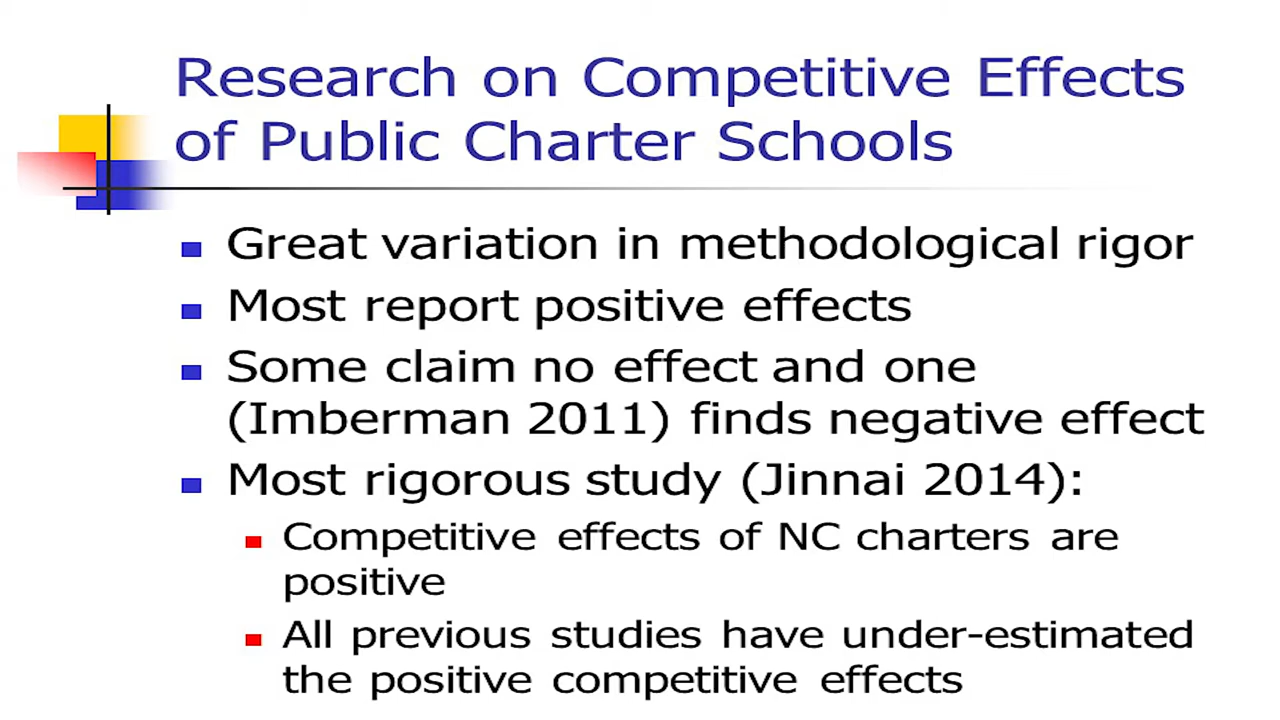 Research on Competitive Effects
of Public Charter Schools
Great variation in methodological rigor
Most report positive effects
Some claim no effect and one
(Imberman 2011) finds negative effect
Most rigorous study (Jinnai 2014):
Competitive effects of NC charters are
positive
All previous studies have under-estimated
the positive competitive effects